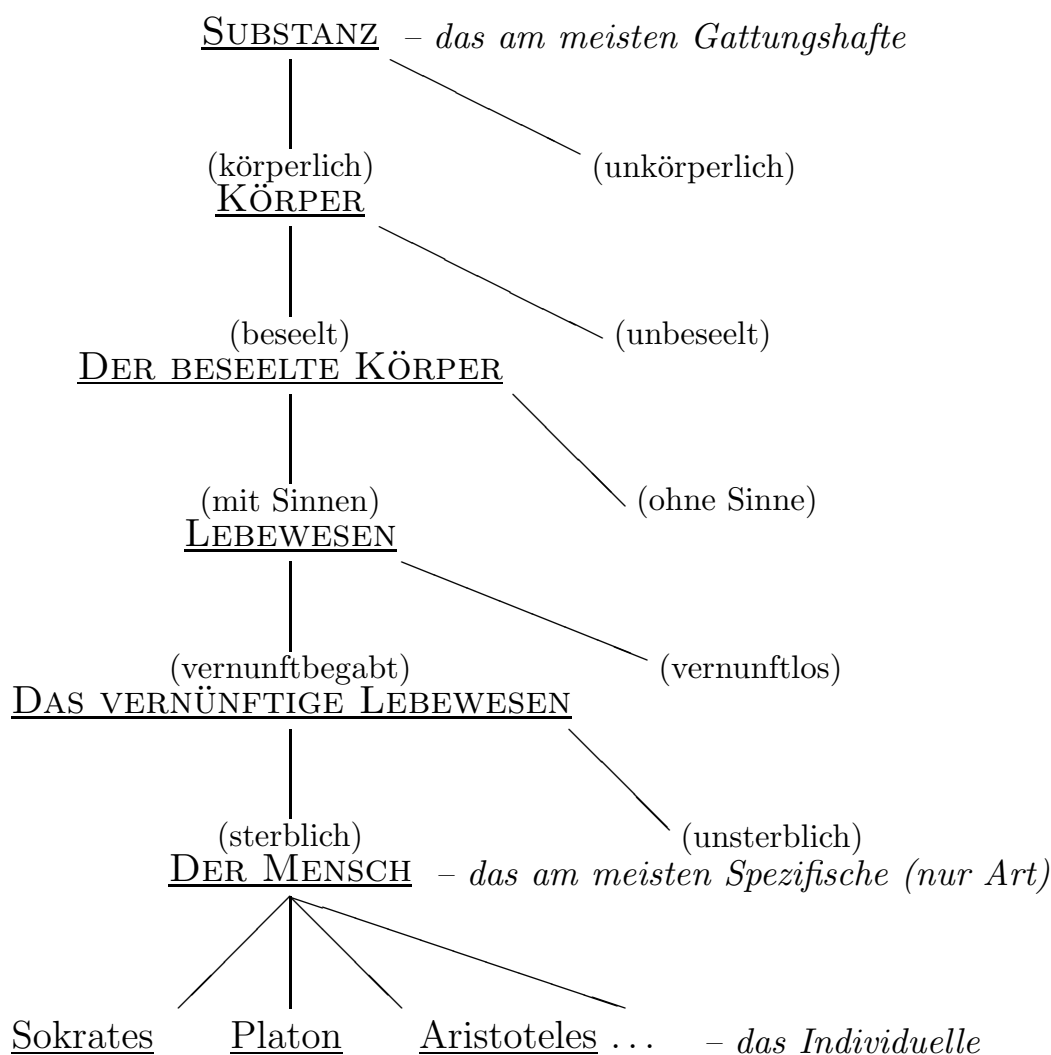 SUBSTANZ – das am meisten Gattungshafte
(körperlich) (unkörperlich)
KÖRPER
(beseelt) (unbeseelt)
DER BESEELTE KÖRPER
(mit Sinnen) (ohne Sinne)
LEBEWESEN
(vernunftbegabt) (vernunftlos)
DAS VERNÜNFTIGE LEBEWESEN
(sterblich) (unsterblich)
DER MENSCH – das am meisten Spezifische (nur Art)
Sokrates Platon Aristoteles ... – das Individuelle